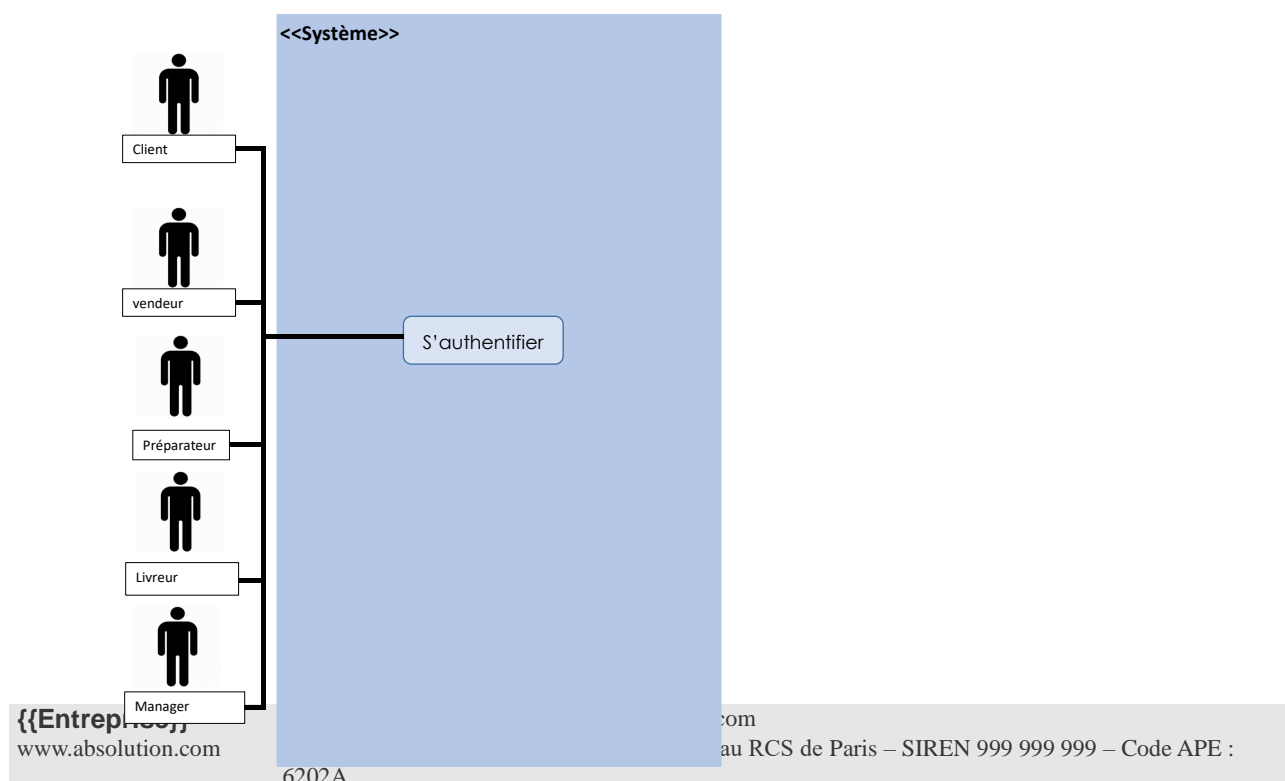 <<Système>>
Client
vendeur
S'authentifier
Préparateur
Livreur
Manager
.com
www.absolution.com au RCS de Paris – SIREN 999 999 999 – Code APE :
6202A